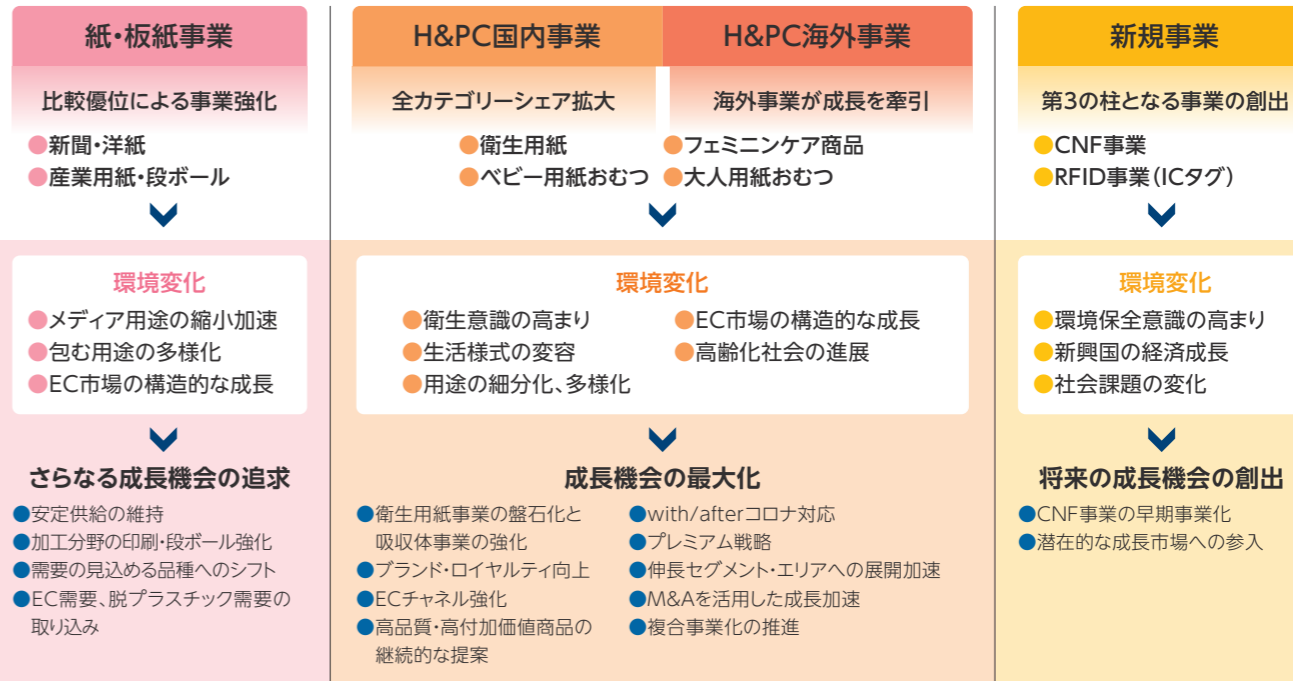 紙・板紙事業
比較優位による事業強化
●新聞・洋紙
●産業用紙・段ボール
環境変化
●メディア用途の縮小加速
●包む用途の多様化
●EC市場の構造的な成長
さらなる成長機会の追求
●安定供給の維持
●加工分野の印刷・段ボール強化
●需要の見込める品種へのシフト
●EC需要、脱プラスチック需要の
取り込み
H&PC国内事業
H&PC海外事業
全カテゴリーシェア拡大
海外事業が成長を牽引
●衛生用紙
●ベビー用紙おむつ
●フェミニンケア商品
●大人用紙おむつ
環境変化
●衛生意識の高まり
●生活様式の変容
●用途の細分化、多様化
●EC市場の構造的な成長
●高齢化社会の進展
成長機会の最大化
●衛生用紙事業の盤石化と
吸収体事業の強化
●ブランド・ロイヤルティ向上
●ECチャネル強化
●高品質・高付加価値商品の
継続的な提案
●with/afterコロナ対応
●プレミアム戦略
●伸長セグメント・エリアへの展開加速
●M&Aを活用した成長加速
●複合事業化の推進
新規事業
第3の柱となる事業の創出
●CNF事業
●RFID事業(ICタグ)
環境変化
●環境保全意識の高まり
●新興国の経済成長
●社会課題の変化
将来の成長機会の創出
●CNF事業の早期事業化
●潜在的な成長市場への参入